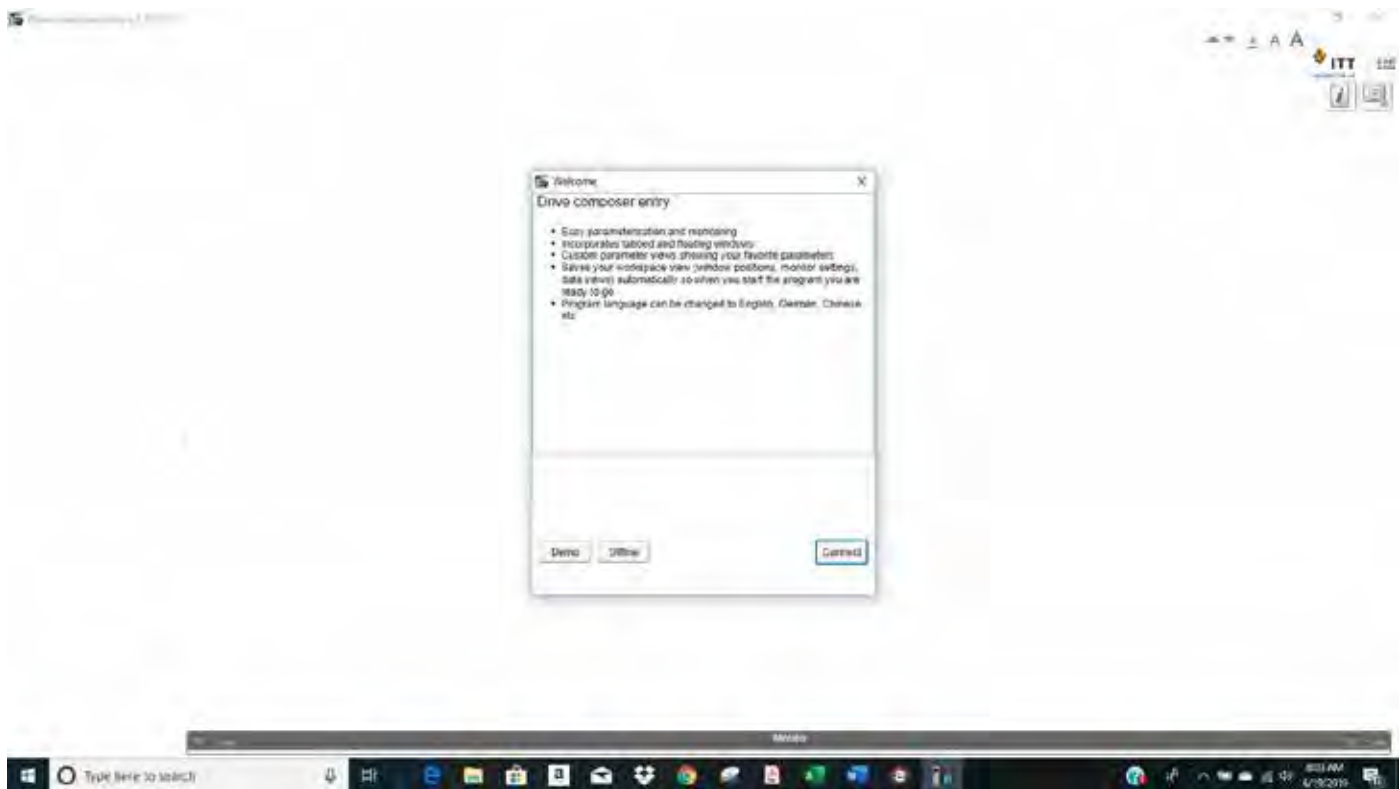 A A
ITT
Welcome
Drive composer entry
• Easy parameterization and monitoring
• Incorporates tabbed and floating windows
• Custom parameter views showing your favorite parameters
• Saves your workspace view (window positions, monitor settings,
data views) automatically so when you start the program you are
ready to go
• Program language can be changed to English, German, Chinese
etc
Demo
Offline
Connect
Monitor
Type here to search